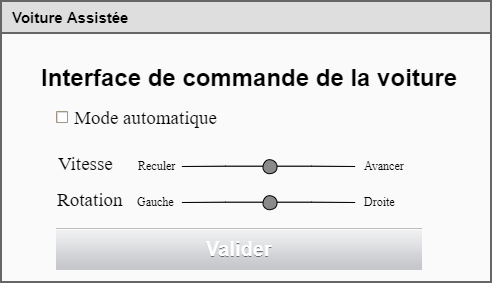 Voiture Assistée
Interface de commande de la voiture
Mode automatique
Vitesse Reculer Avancer
Rotation Gauche Droite
Valider